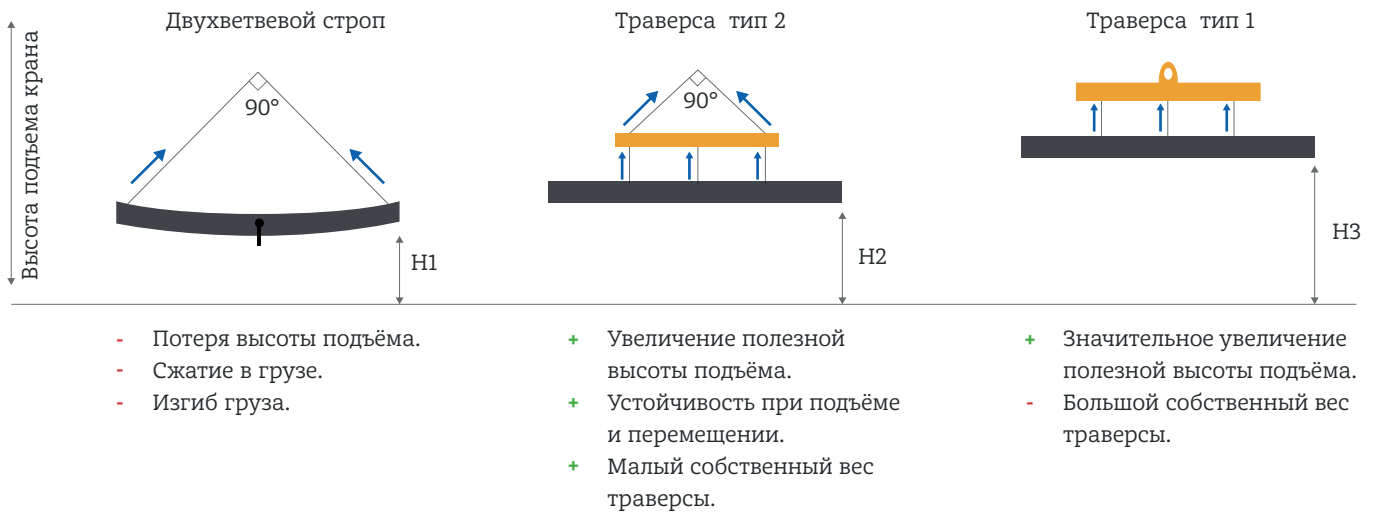 Высота подъема крана
Двухветвевой строп
90°
H1
- Потеря высоты подъёма.
- Сжатие в грузе.
- Изгиб груза.
Траверса тип 2
90°
H2
+ Увеличение полезной
высоты подъёма.
+ Устойчивость при подъёме
и перемещении.
+ Малый собственный вес
траверсы.
Траверса тип 1
H3
+ Значительное увеличение
полезной высоты подъёма.
- Большой собственный вес
траверсы.